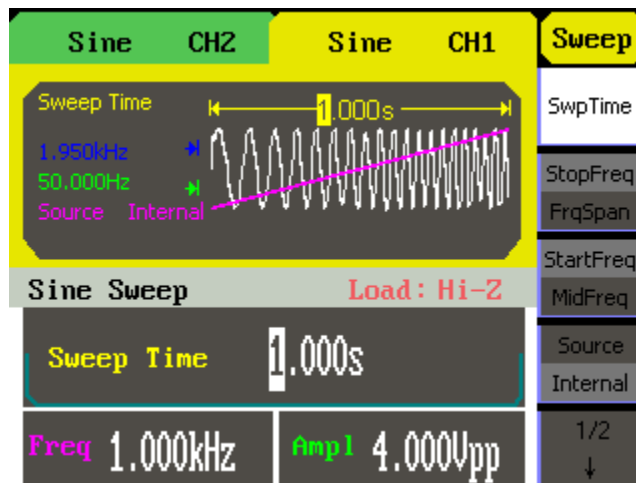 Sine CH2 Sine CH1 Sweep
Sweep Time 1.000s
SwpTime
1.950kHz
50.000Hz
Source Internal
StopFreq
FrqSpan
StartFreq
MidFreq
Sine Sweep Load: Hi-Z
Sweep Time 1.000s
Source
Internal
Freq 1.000kHz Ampl 4.000Vpp
1/2
↓